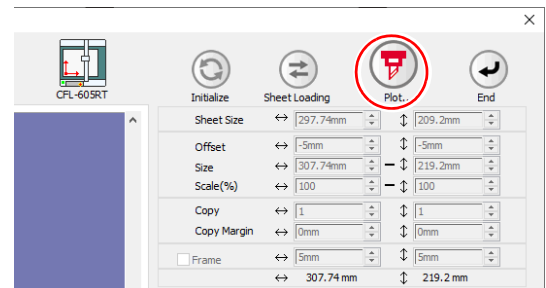 CFL-605RT
Initialize Sheet Loading Plot.. End
Sheet Size 297.74mm 209.2mm
Offset -5mm -5mm
Size 307.74mm 219.2mm
Scale(%) 100 100
Copy 1 1
Copy Margin 0mm 0mm
Frame 5mm 5mm
307.74 mm 219.2 mm